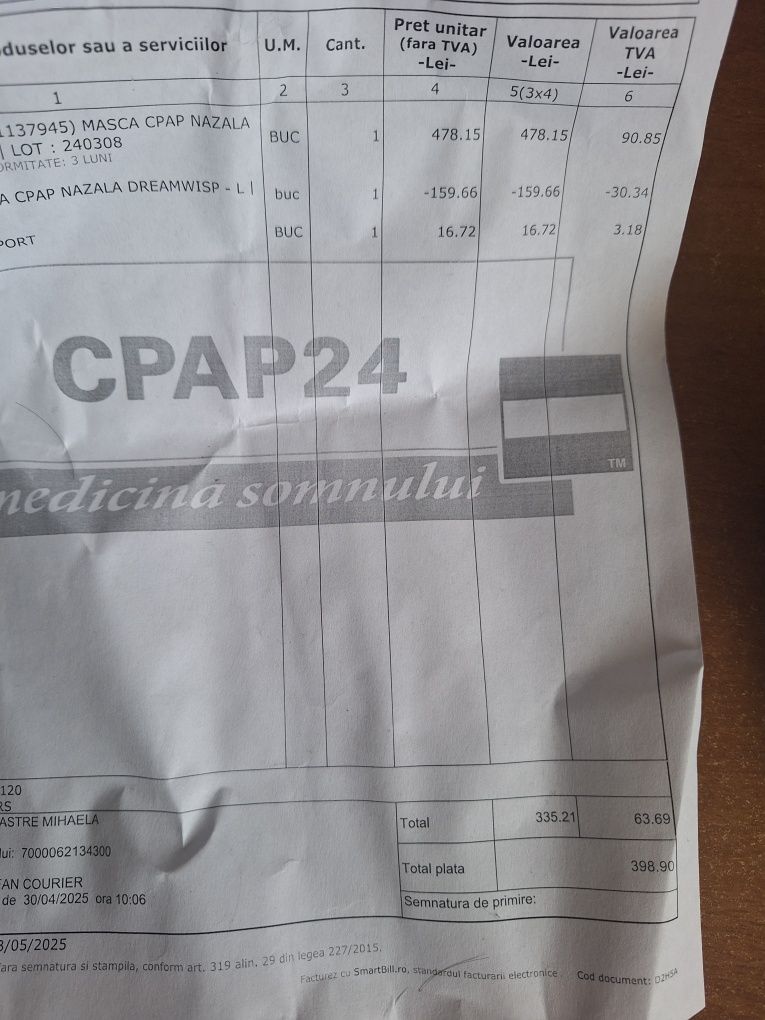 duselor sau a serviciilor U.M. Cant. Pret unitar (fara TVA) -Lei- Valoarea -Lei- Valoarea TVA -Lei-
1 2 3 4 5(3x4) 6
1137945) MASCA CPAP NAZALA BUC 1 478.15 478.15 90.85
| LOT : 240308
ORMITATE: 3 LUNI
A CPAP NAZALA DREAMWISP - L | buc 1 -159.66 -159.66 -30.34
PORT BUC 1 16.72 16.72 3.18
CPAP24
medicina somnului
TM
120
RS
ASTRE MIHAELA
Total 335.21 63.69
lui: 7000062134300
Total plata 398.90
FAN COURIER
de 30/04/2025 ora 10:06
Semnatura de primire:
3/05/2025
fara semnatura si stampila, conform art. 319 alin. 29 din legea 227/2015.
Facturez cu SmartBill.ro, standardul facturarii electronice. Cod document: D2H5A